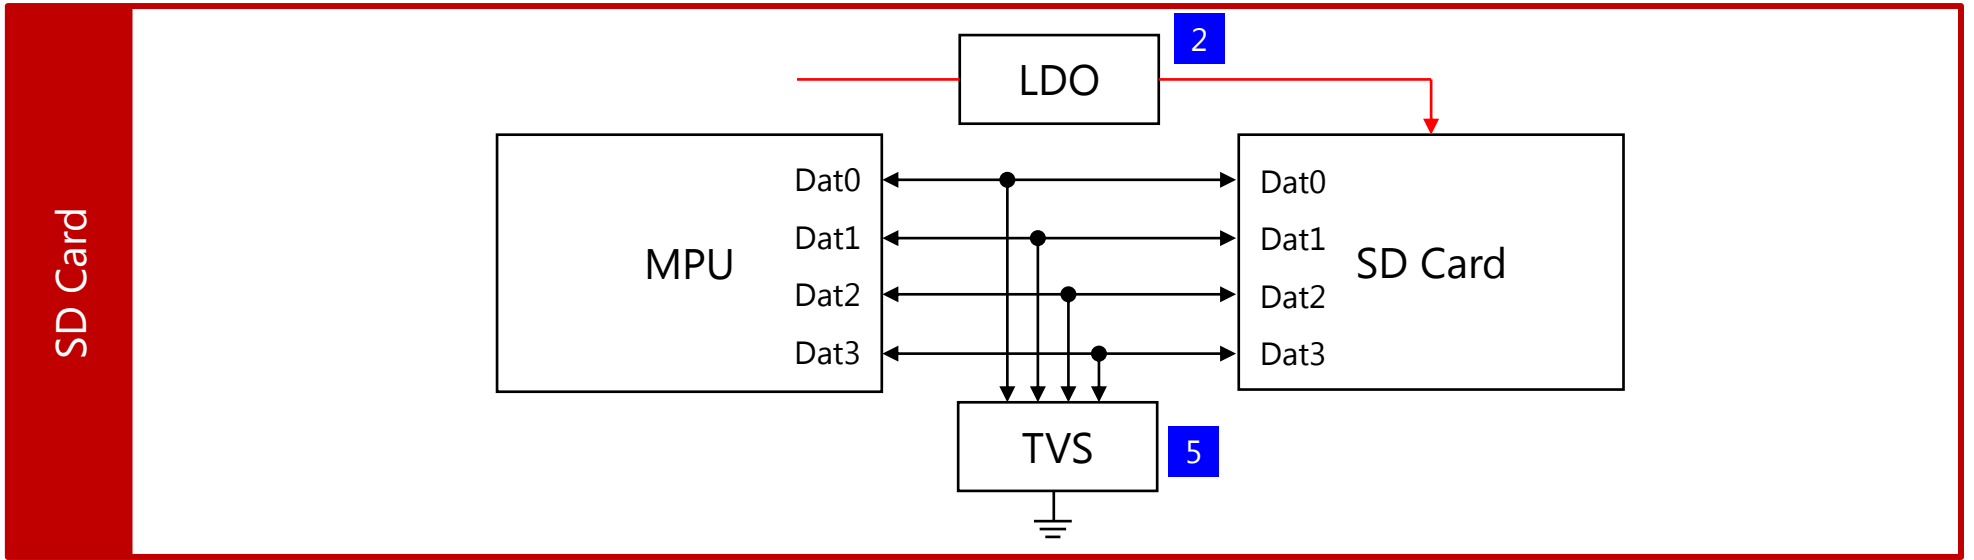 SD Card
2
LDO
MPU
Dat0
Dat1
Dat2
Dat3
Dat0
Dat1
Dat2
Dat3
SD Card
TVS
5